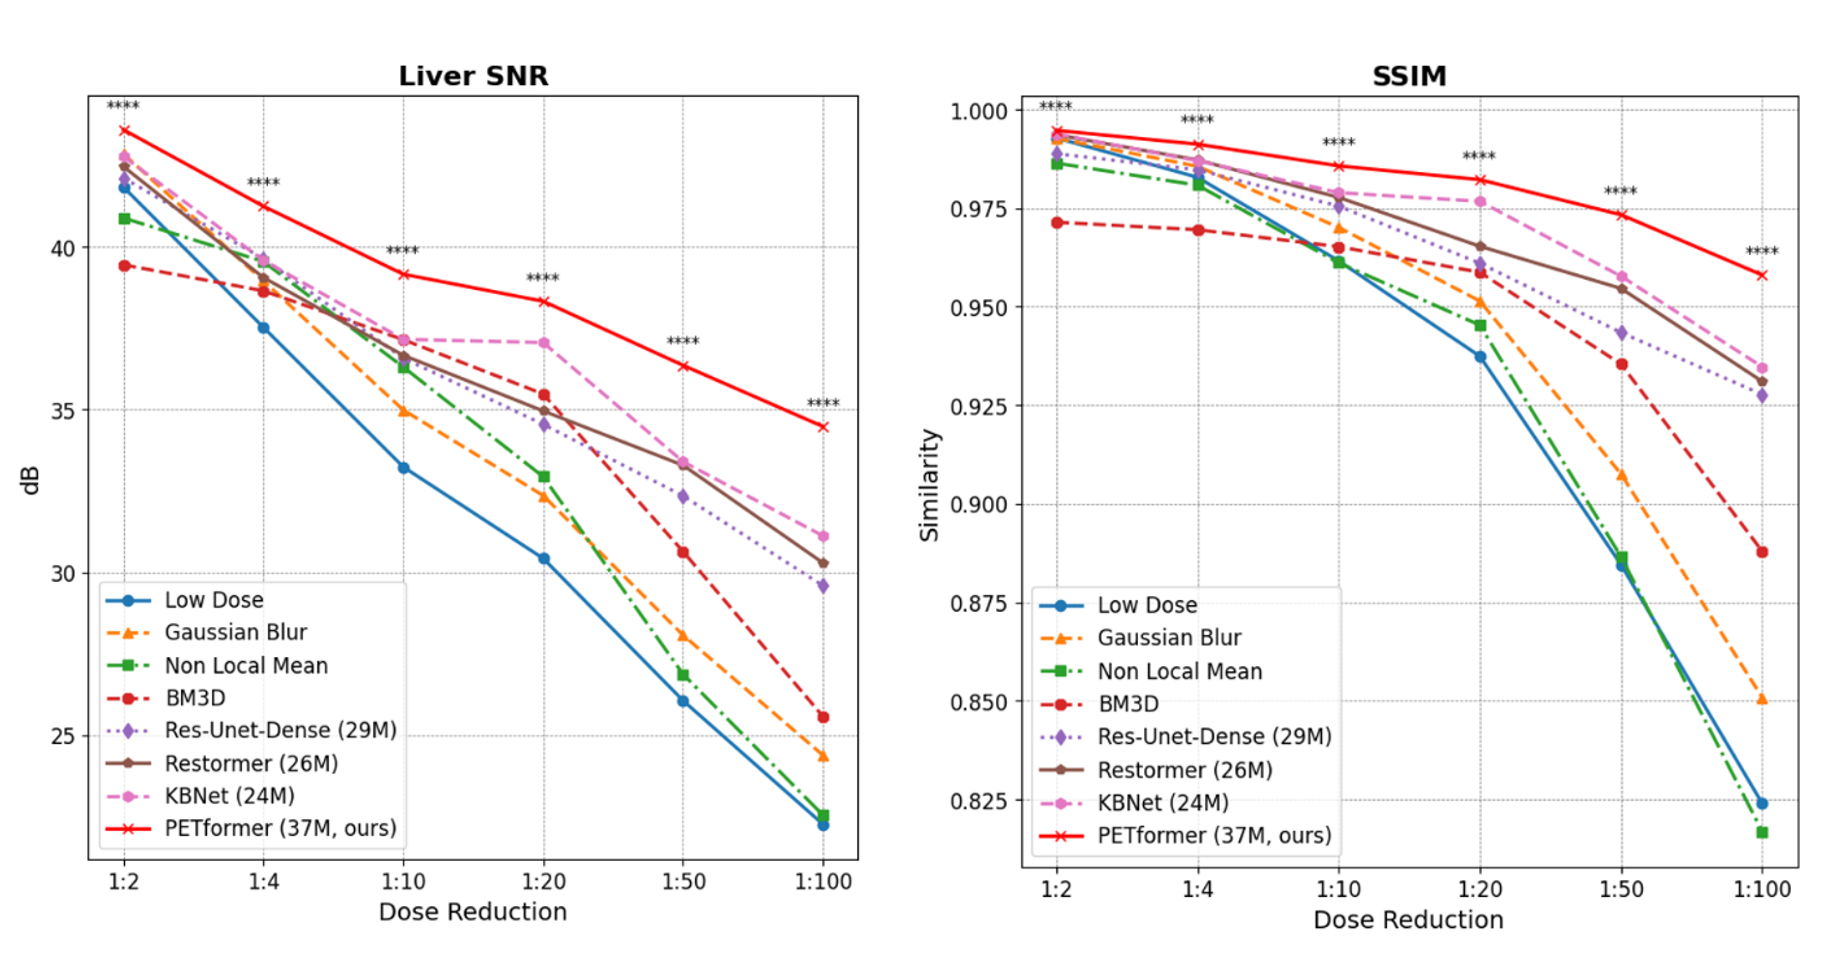 Liver SNR
****
****
****
****
****
****
40
35
30
25
dB
Low Dose
Gaussian Blur
Non Local Mean
BM3D
Res-Unet-Dense (29M)
Restormer (26M)
KBNet (24M)
PETformer (37M, ours)
1:2 1:4 1:10 1:20 1:50 1:100
Dose Reduction
SSIM
****
****
****
****
****
****
1.000
0.975
0.950
0.925
0.900
0.875
0.850
0.825
Similarity
Low Dose
Gaussian Blur
Non Local Mean
BM3D
Res-Unet-Dense (29M)
Restormer (26M)
KBNet (24M)
PETformer (37M, ours)
1:2 1:4 1:10 1:20 1:50 1:100
Dose Reduction